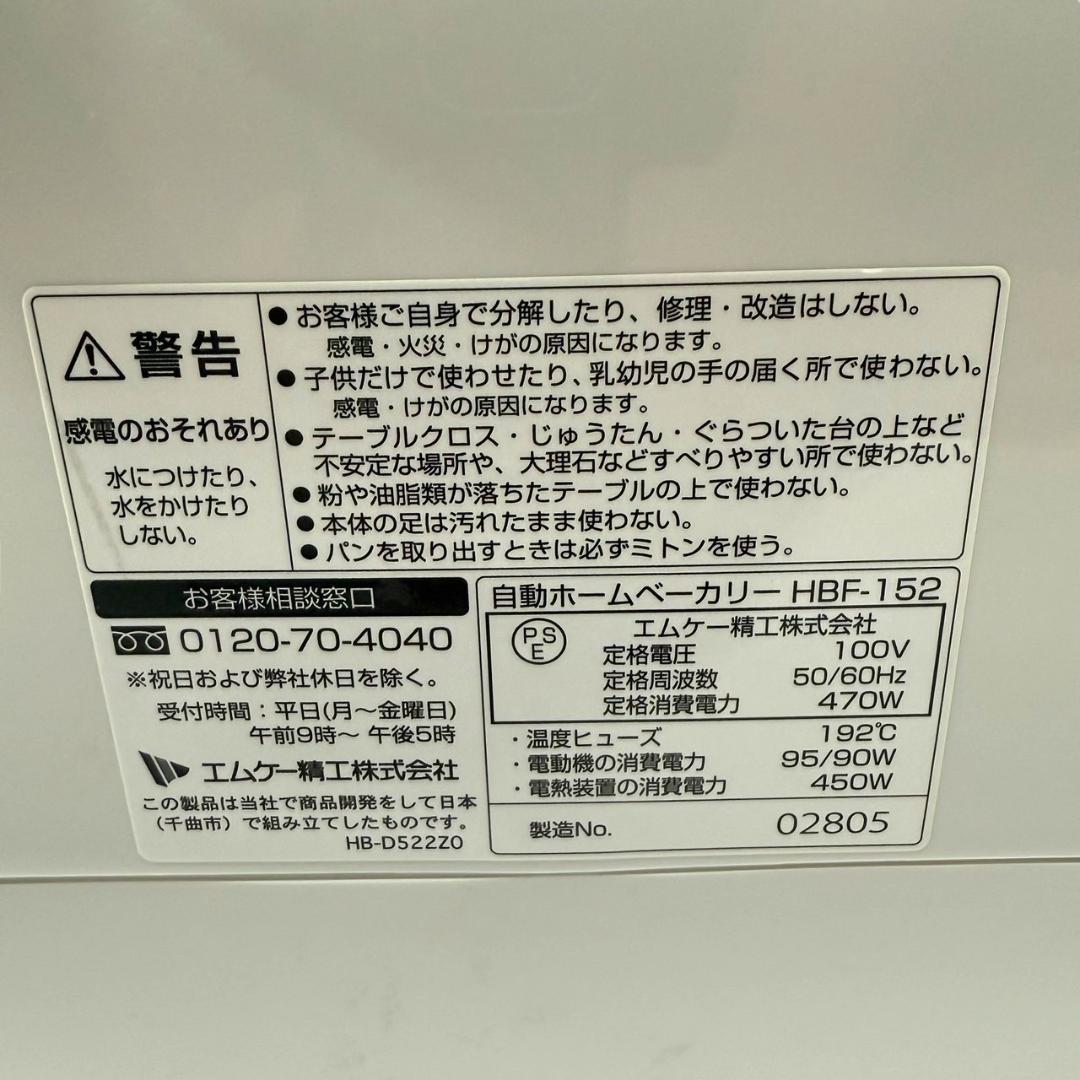 警告
感電のおそれあり
水につけたり、
水をかけたり
しない。
●お客様ご自身で分解したり、修理・改造はしない。
感電・火災・けがの原因になります。
●子供だけで使わせたり、乳幼児の手の届く所で使わない。
感電・けがの原因になります。
●テーブルクロス・じゅうたん・ぐらついた台の上など
不安定な場所や、大理石などすべりやすい所で使わない。
●粉や油脂類が落ちたテーブルの上で使わない。
●本体の足は汚れたまま使わない。
●パンを取り出すときは必ずミトンを使う。
お客様相談窓口
0120-70-4040
※祝日および弊社休日を除く。
受付時間：平日(月～金曜日)
午前9時～午後5時
エムケー精工株式会社
この製品は当社で商品開発をして日本
（千曲市）で組み立てしたものです。
HB-D522Z0
自動ホームベーカリー HBF-152
PSE
エムケー精工株式会社
定格電圧 100V
定格周波数 50/60Hz
定格消費電力 470W
・温度ヒューズ 192℃
・電動機の消費電力 95/90W
・電熱装置の消費電力 450W
製造No. 02805